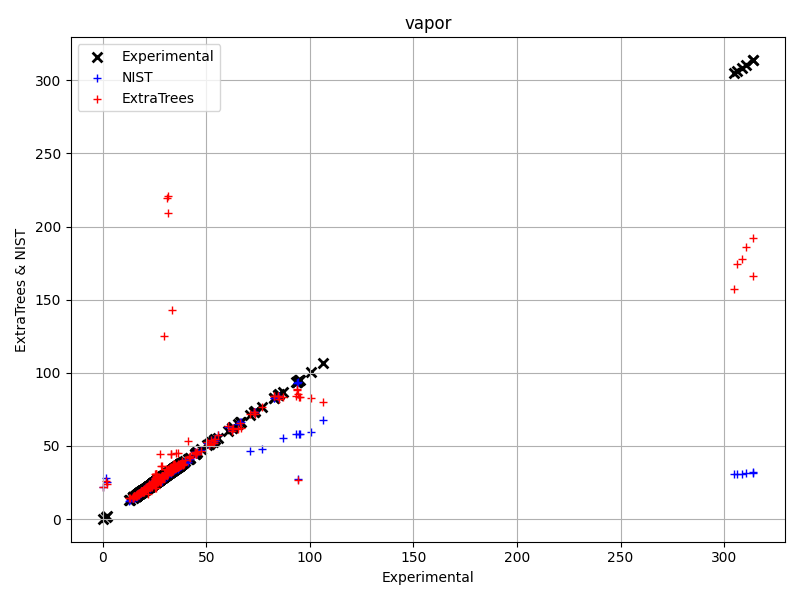 vapor
Experimental
NIST
ExtraTrees
ExtraTrees & NIST
300
250
200
150
100
50
0
0 50 100 150 200 250 300
Experimental